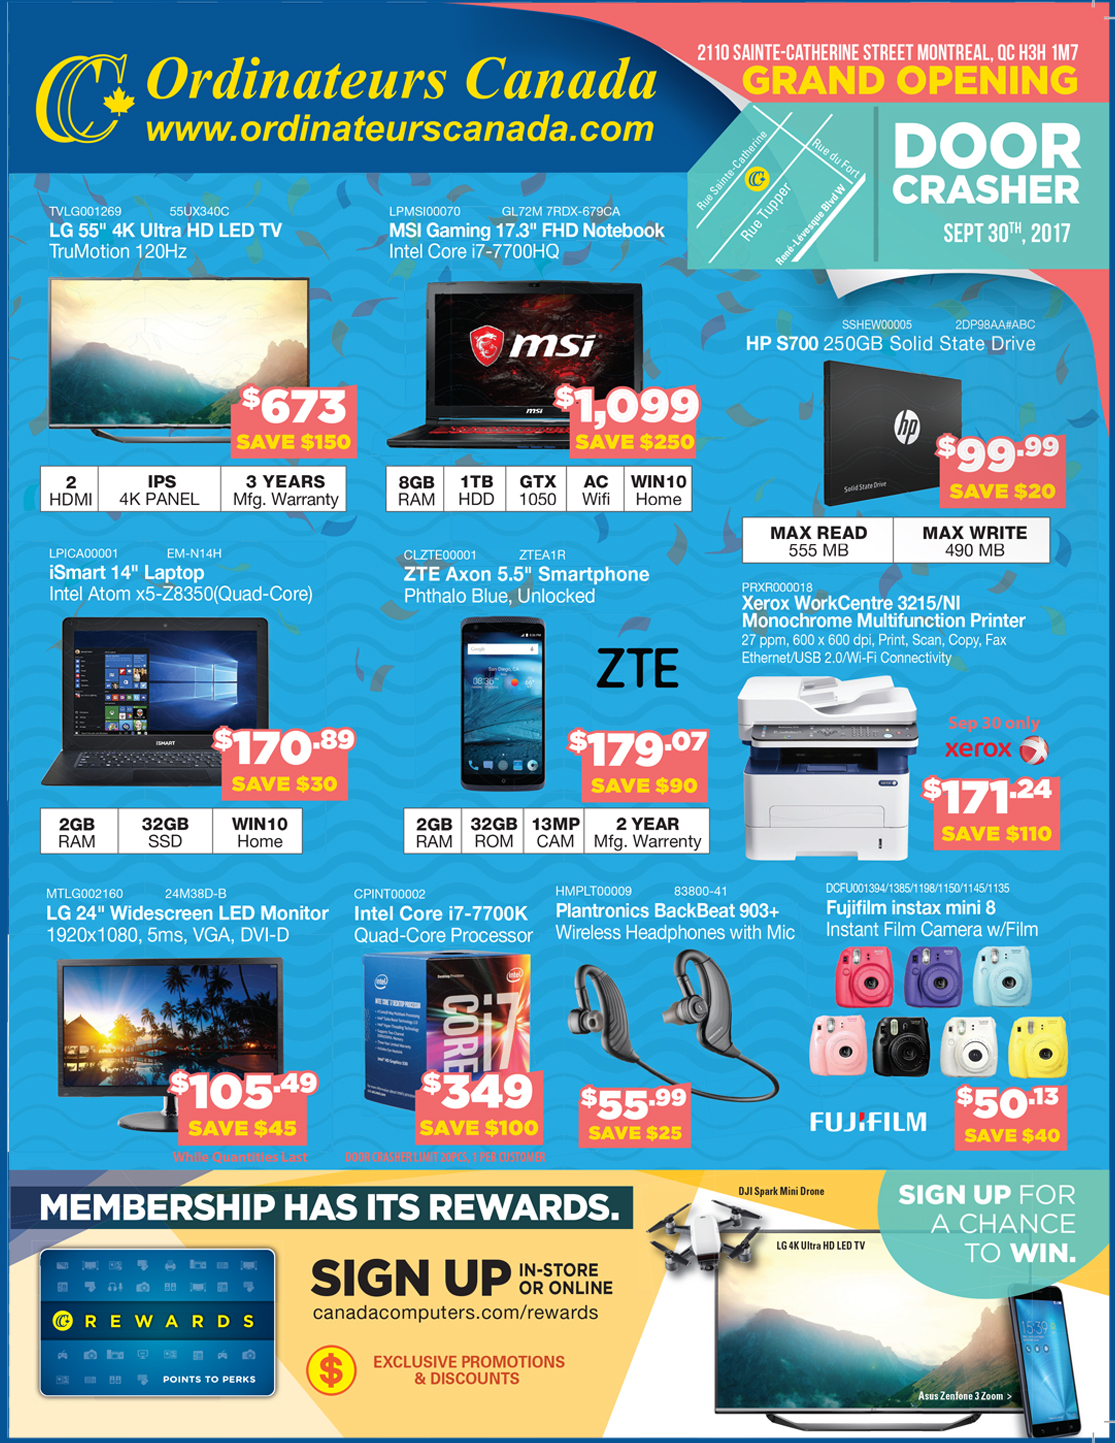 Ordinateurs Canada
www.ordinateurscanada.com
2110 SAINTE-CATHERINE STREET MONTREAL, QC H3H 1M7
GRAND OPENING
Rue Sainte-Catherine
Rue du Fort
Rue Tupper
René-Lévesque Blvd W
DOOR
CRASHER
SEPT 30TH, 2017
TVLG001269 55UX340C
LG 55" 4K Ultra HD LED TV
TruMotion 120Hz
$673
SAVE $150
2 HDMI
IPS 4K PANEL
3 YEARS Mfg. Warranty
LPMSI00070 GL72M 7RDX-679CA
MSI Gaming 17.3" FHD Notebook
Intel Core i7-7700HQ
msi
msi
$1,099
SAVE $250
8GB RAM
1TB HDD
GTX 1050
AC Wifi
WIN10 Home
SSHEW00005 2DP98AA#ABC
HP S700 250GB Solid State Drive
hp
Solid State Drive
$99.99
SAVE $20
MAX READ 555 MB
MAX WRITE 490 MB
LPICA00001 EM-N14H
iSmart 14" Laptop
Intel Atom x5-Z8350(Quad-Core)
iSMART
$170.89
SAVE $30
2GB RAM
32GB SSD
WIN10 Home
CLZTE00001 ZTEA1R
ZTE Axon 5.5" Smartphone
Phthalo Blue, Unlocked
ZTE
$179.07
SAVE $90
2GB RAM
32GB ROM
13MP CAM
2 YEAR Mfg. Warrenty
PRXR000018
Xerox WorkCentre 3215/NI
Monochrome Multifunction Printer
27 ppm, 600 x 600 dpi, Print, Scan, Copy, Fax
Ethernet/USB 2.0/Wi-Fi Connectivity
Sep 30 only
xerox
$171.24
SAVE $110
MTLG002160 24M38D-B
LG 24" Widescreen LED Monitor
1920x1080, 5ms, VGA, DVI-D
$105.49
SAVE $45
While Quantities Last
CPINT00002
Intel Core i7-7700K
Quad-Core Processor
intel
CORE i7
$349
SAVE $100
DOOR CRASHER LIMIT 20PCS, 1 PER CUSTOMER
HMPLT00009 83800-41
Plantronics BackBeat 903+
Wireless Headphones with Mic
$55.99
SAVE $25
DCFU001394/1385/1198/1150/1145/1135
Fujifilm instax mini 8
Instant Film Camera w/Film
FUJIFILM
$50.13
SAVE $40
MEMBERSHIP HAS ITS REWARDS.
REWARDS
POINTS TO PERKS
SIGN UP IN-STORE OR ONLINE
canadacomputers.com/rewards
$
EXCLUSIVE PROMOTIONS
& DISCOUNTS
DJI Spark Mini Drone
LG 4K Ultra HD LED TV
SIGN UP FOR
A CHANCE
TO WIN.
15:39
Asus Zenfone 3 Zoom >